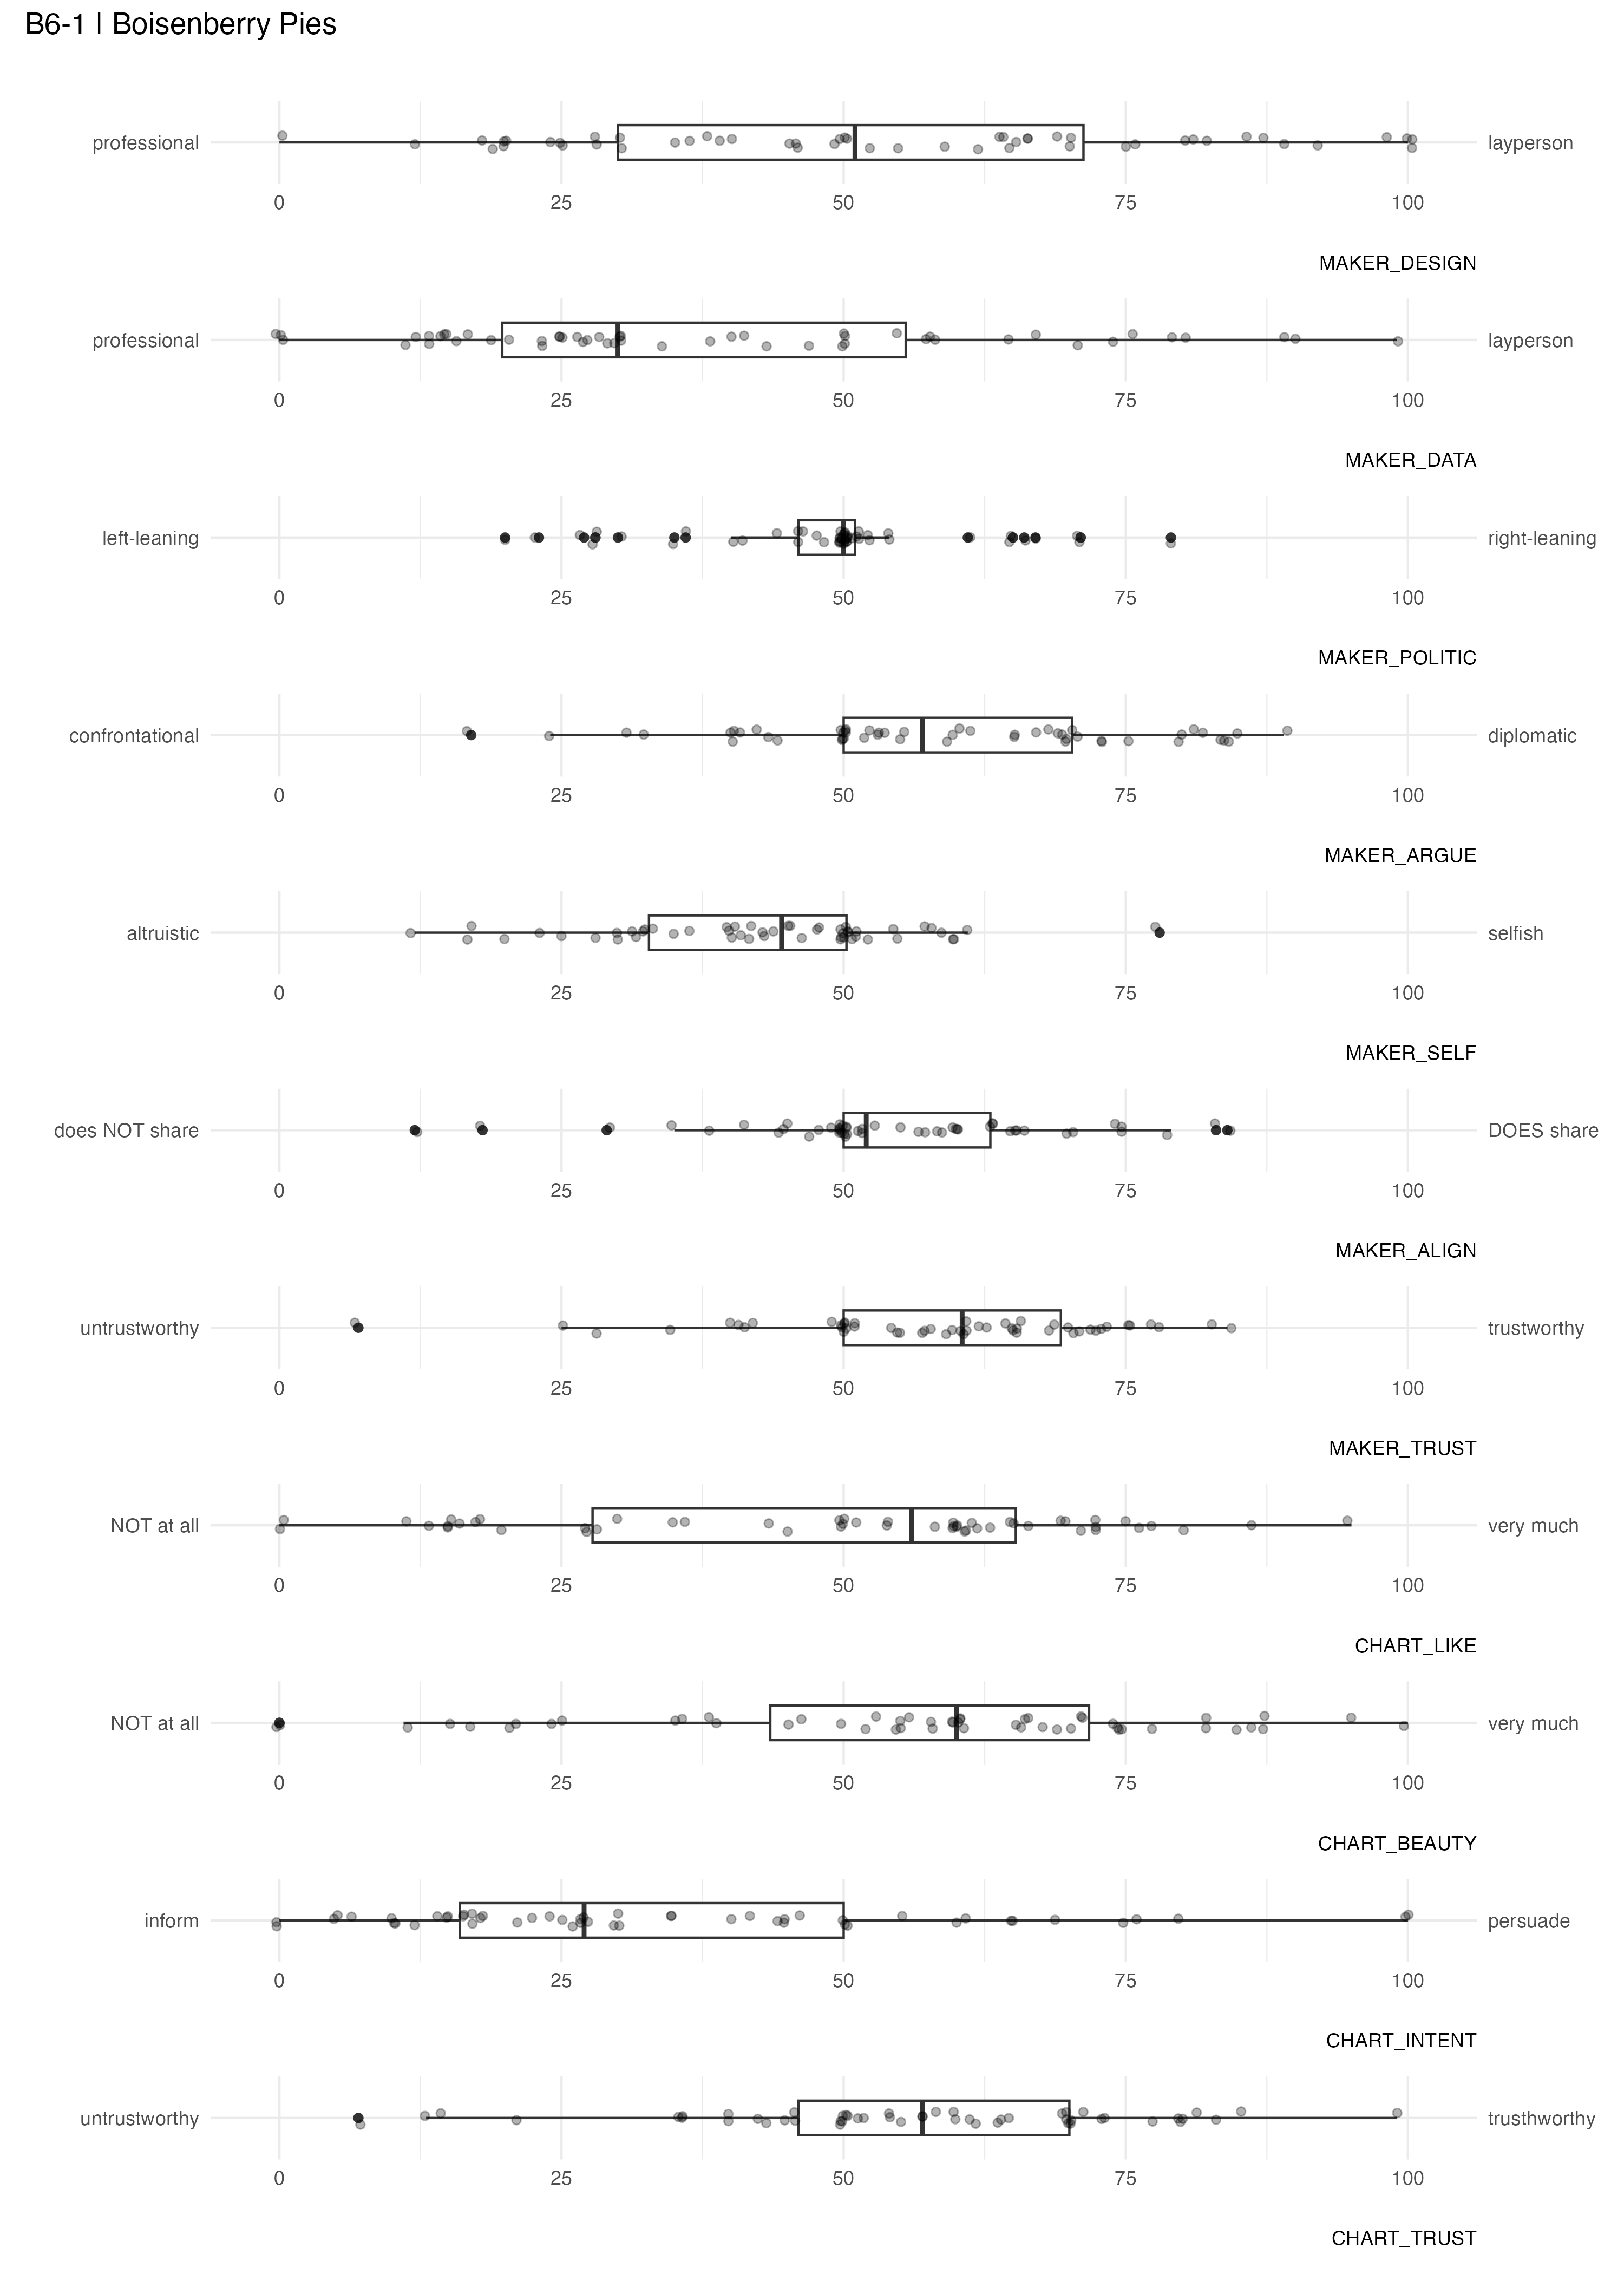 B6-1 | Boisenberry Pies
professional layperson
0 25 50 75 100
MAKER_DESIGN
professional layperson
0 25 50 75 100
MAKER_DATA
left-leaning right-leaning
0 25 50 75 100
MAKER_POLITIC
confrontational diplomatic
0 25 50 75 100
MAKER_ARGUE
altruistic selfish
0 25 50 75 100
MAKER_SELF
does NOT share DOES share
0 25 50 75 100
MAKER_ALIGN
untrustworthy trustworthy
0 25 50 75 100
MAKER_TRUST
NOT at all very much
0 25 50 75 100
CHART_LIKE
NOT at all very much
0 25 50 75 100
CHART_BEAUTY
inform persuade
0 25 50 75 100
CHART_INTENT
untrustworthy trusthworthy
0 25 50 75 100
CHART_TRUST